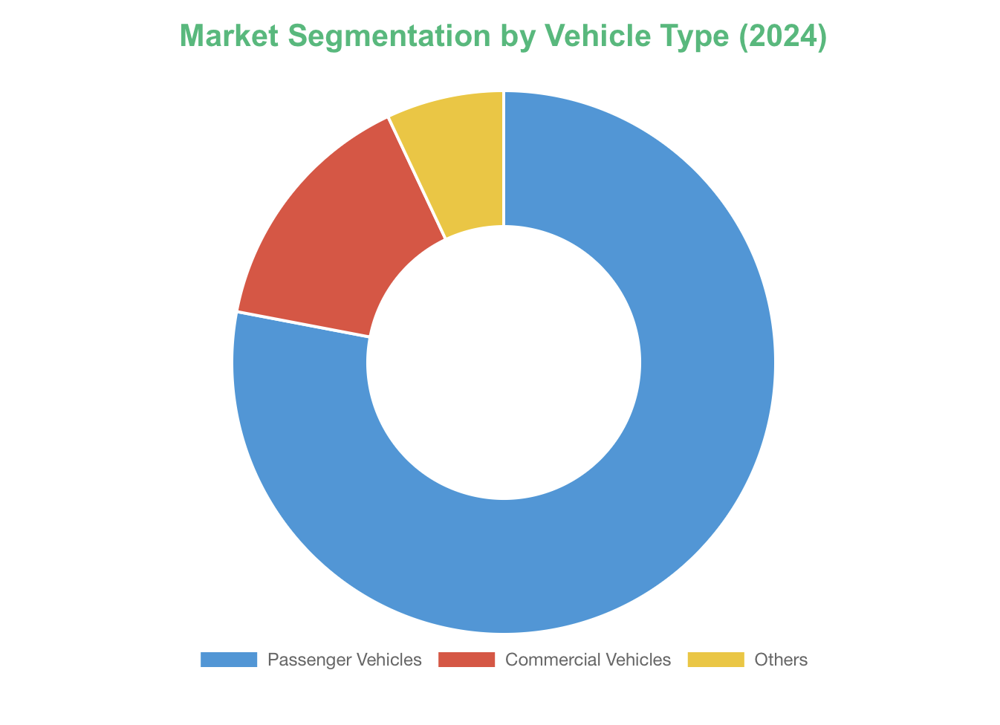 Market Segmentation by Vehicle Type (2024)
Passenger Vehicles Commercial Vehicles Others